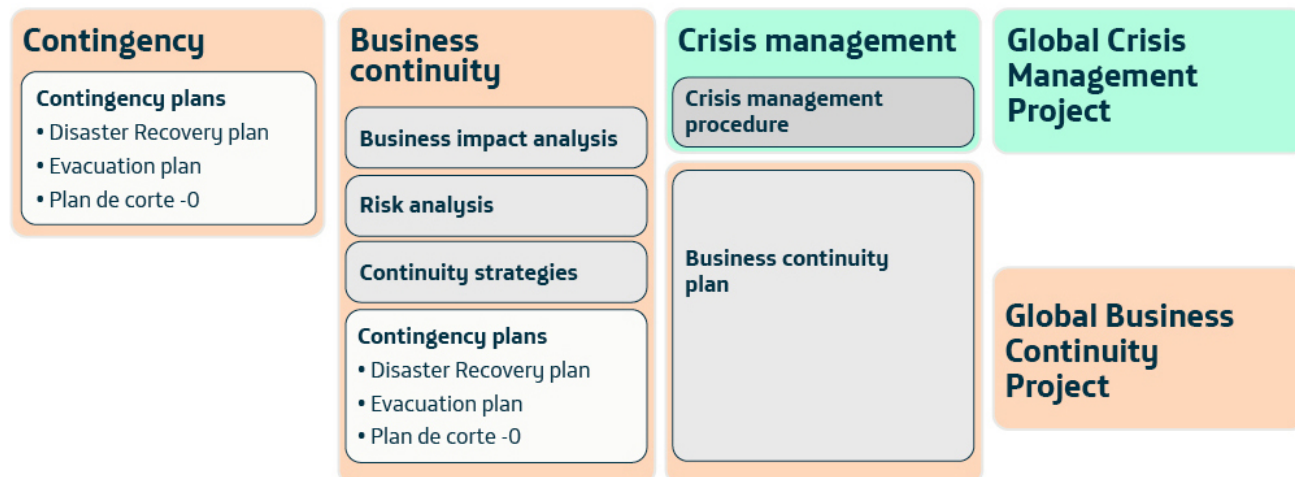 Contingency
Contingency plans
• Disaster Recovery plan
• Evacuation plan
• Plan de corte -0
Business
continuity
Business impact analysis
Risk analysis
Continuity strategies
Contingency plans
• Disaster Recovery plan
• Evacuation plan
• Plan de corte -0
Crisis management
Crisis management
procedure
Business continuity
plan
Global Crisis
Management
Project
Global Business
Continuity
Project